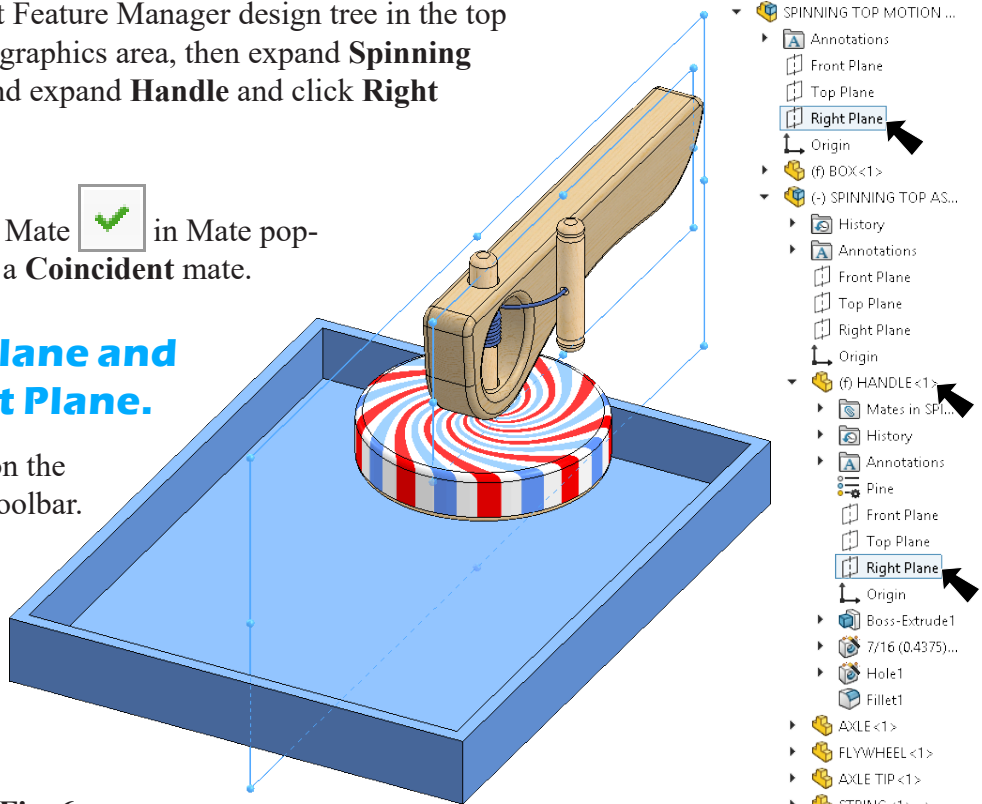 t Feature Manager design tree in the top
graphics area, then expand Spinning
nd expand Handle and click Right
Mate in Mate pop-
a Coincident mate.
lane and
t Plane.
on the
oolbar.
SPINNING TOP MOTION ...
Annotations
Front Plane
Top Plane
Right Plane
Origin
(f) BOX<1>
(-) SPINNING TOP AS...
History
Annotations
Front Plane
Top Plane
Right Plane
Origin
(f) HANDLE<1>
Mates in SPI...
History
Annotations
Pine
Front Plane
Top Plane
Right Plane
Origin
Boss-Extrude1
7/16 (0.4375)...
Hole1
Fillet1
AXLE<1>
FLYWHEEL<1>
AXLE TIP<1>